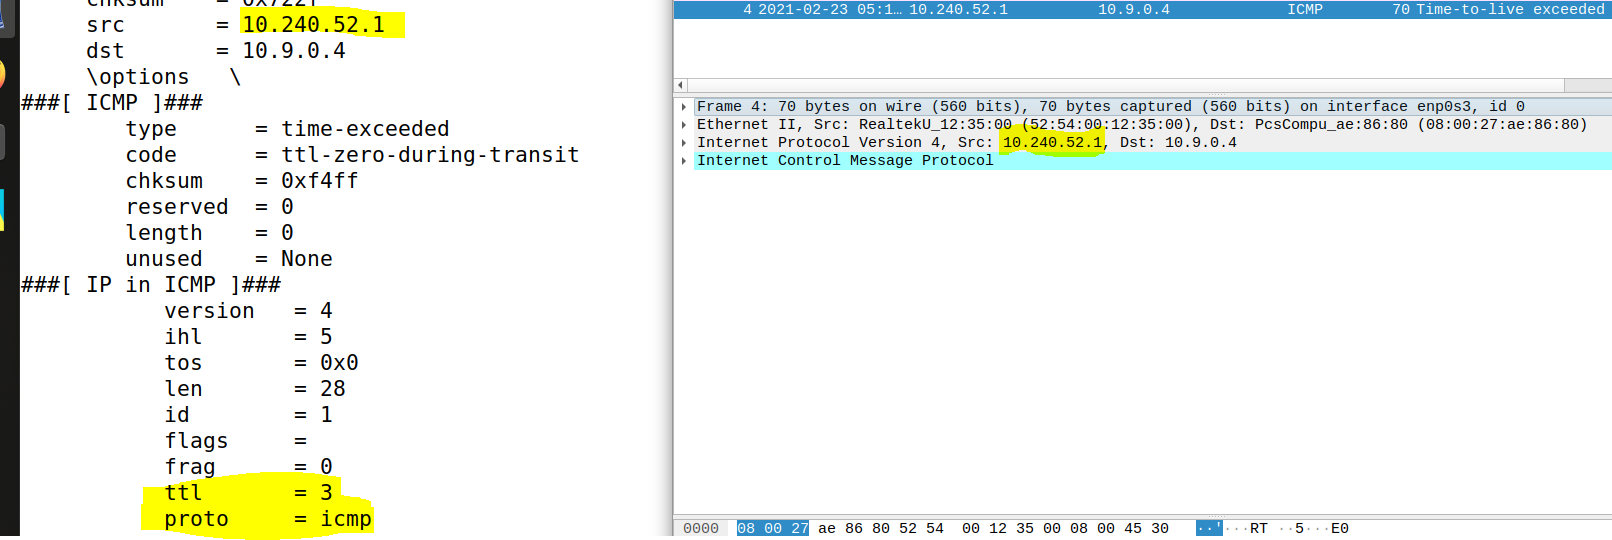 chksum = 0x722f
src = 10.240.52.1
dst = 10.9.0.4
\options \
###[ ICMP ]###
type = time-exceeded
code = ttl-zero-during-transit
chksum = 0xf4ff
reserved = 0
length = 0
unused = None
###[ IP in ICMP ]###
version = 4
ihl = 5
tos = 0x0
len = 28
id = 1
flags =
frag = 0
ttl = 3
proto = icmp
4 2021-02-23 05:1… 10.240.52.1 10.9.0.4 ICMP 70 Time-to-live exceeded
Frame 4: 70 bytes on wire (560 bits), 70 bytes captured (560 bits) on interface enp0s3, id 0
Ethernet II, Src: RealtekU_12:35:00 (52:54:00:12:35:00), Dst: PcsCompu_ae:86:80 (08:00:27:ae:86:80)
Internet Protocol Version 4, Src: 10.240.52.1, Dst: 10.9.0.4
Internet Control Message Protocol
0000 08 00 27 ae 86 80 52 54 00 12 35 00 08 00 45 30 ··'···RT ··5···E0